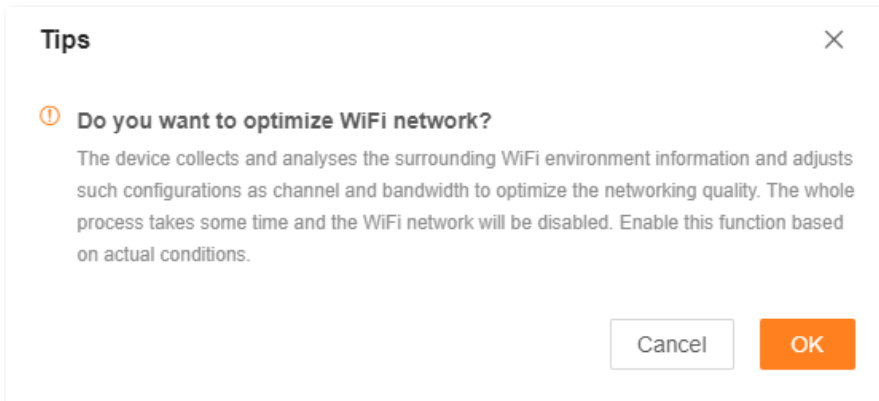 Tips
Do you want to optimize WiFi network?
The device collects and analyses the surrounding WiFi environment information and adjusts
such configurations as channel and bandwidth to optimize the networking quality. The whole
process takes some time and the WiFi network will be disabled. Enable this function based
on actual conditions.
Cancel
OK